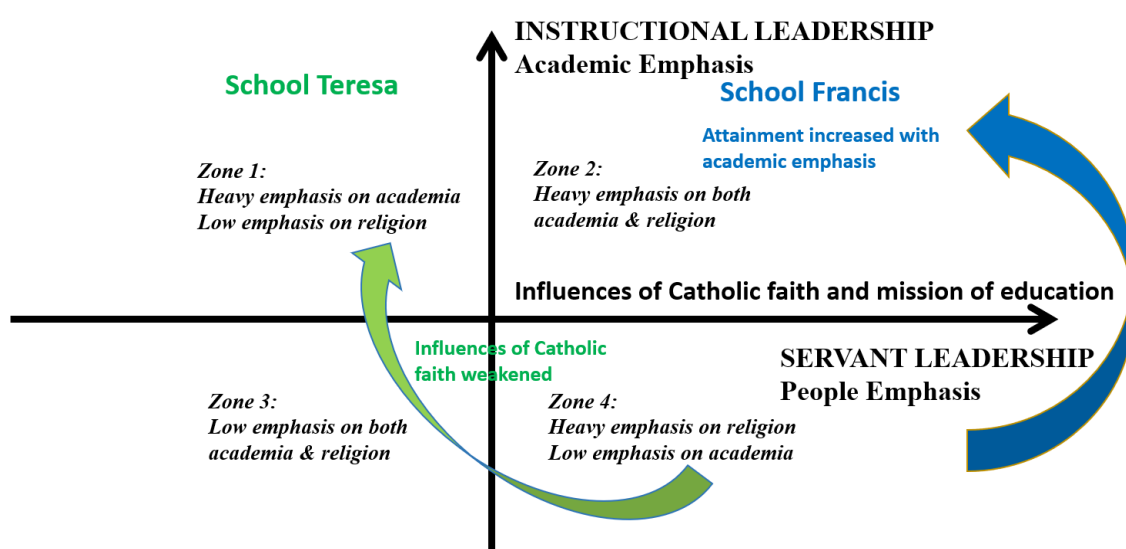 INSTRUCTIONAL LEADERSHIP
Academic Emphasis
School Teresa
School Francis
Attainment increased with
academic emphasis
Zone 1:
Heavy emphasis on academia
Low emphasis on religion
Zone 2:
Heavy emphasis on both
academia & religion
Influences of Catholic faith and mission of education
Influences of Catholic
faith weakened
SERVANT LEADERSHIP
People Emphasis
Zone 3:
Low emphasis on both
academia & religion
Zone 4:
Heavy emphasis on religion
Low emphasis on academia